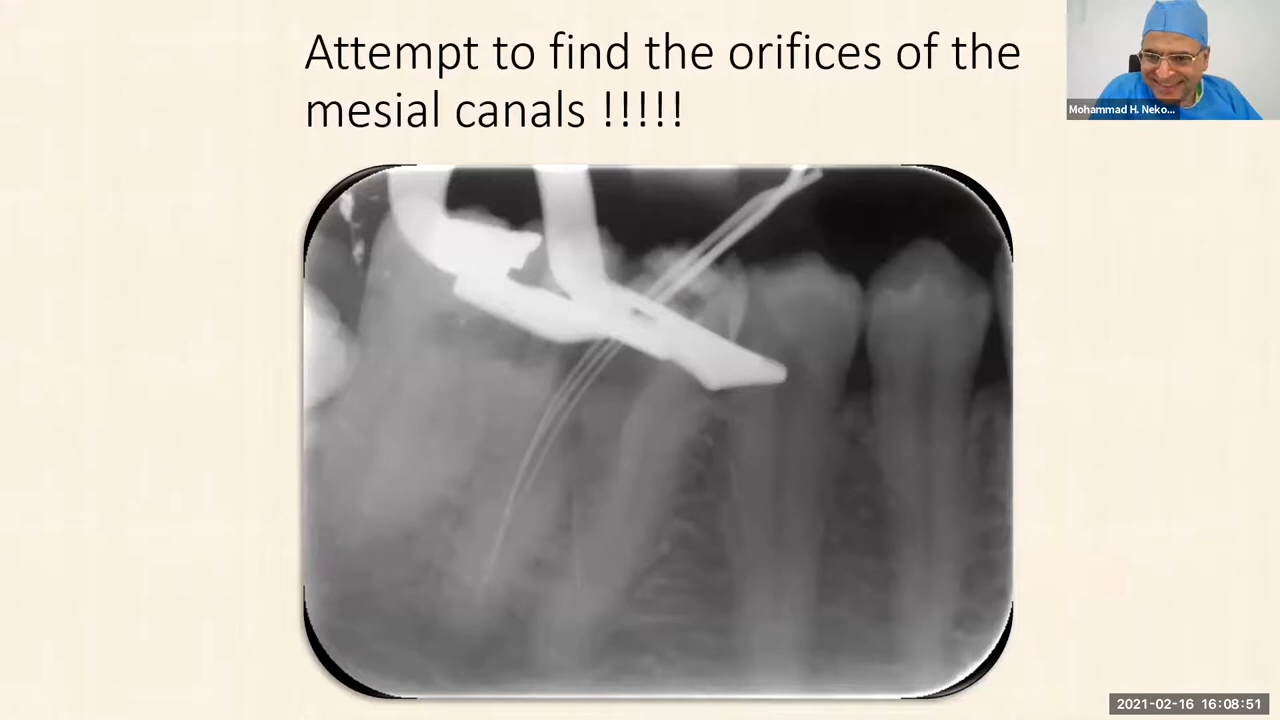 Attempt to find the orifices of the
mesial canals !!!!!
Mohammad H. Neko...
2021-02-16 16:08:51